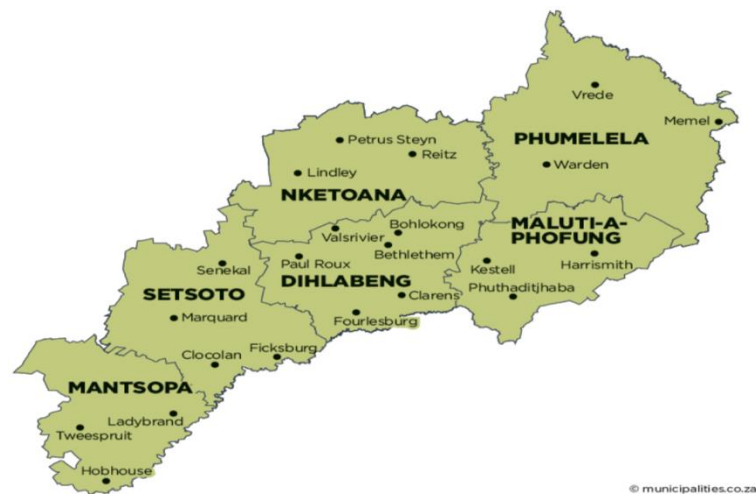 Vrede
Memel
PHUMELELA
Warden
Petrus Steyn
Reitz
Lindley
NKETOANA
MALUTI-A-
PHOFUNG
Kestell
Harrismith
Phuthaditjhaba
Valsrivier
Bohlokong
Bethlethem
Paul Roux
DIHLABENG
Clarens
Fourlesburg
Senekal
SETSOTO
Marquard
Clocolan
Ficksburg
MANTSOPA
Ladybrand
Tweespruit
Hobhouse
© municipalities.co.za